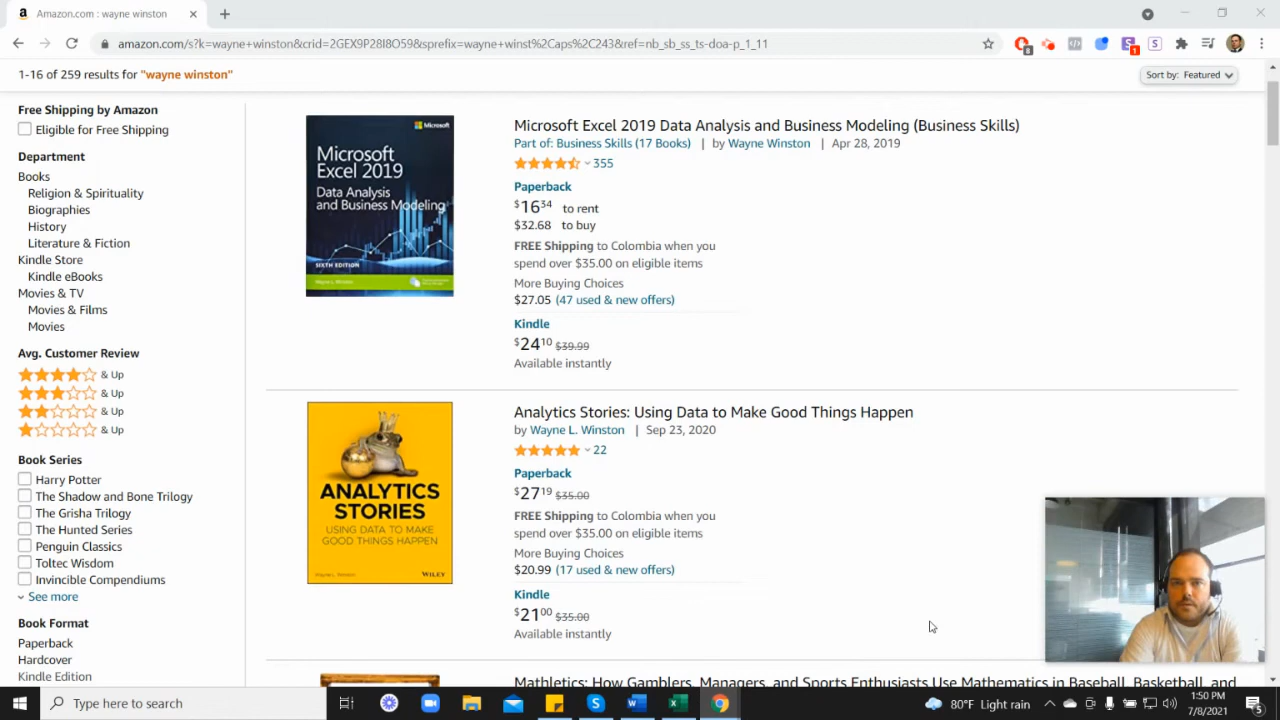 Amazon.com : wayne winston
amazon.com/s?k=wayne+winston&crid=2GEX9P28I8O59&sprefix=wayne+winst%2Caps%2C243&ref=nb_sb_ss_ts-doa-p_1_11
8
1
1-16 of 259 results for "wayne winston"
Sort by: Featured
Free Shipping by Amazon
Eligible for Free Shipping
Department
Books
Religion & Spirituality
Biographies
History
Literature & Fiction
Kindle Store
Kindle eBooks
Movies & TV
Movies & Films
Movies
Avg. Customer Review
& Up
& Up
& Up
& Up
Book Series
Harry Potter
The Shadow and Bone Trilogy
The Grisha Trilogy
The Hunted Series
Penguin Classics
Toltec Wisdom
Invincible Compendiums
See more
Book Format
Paperback
Hardcover
Kindle Edition
Microsoft
Microsoft
Excel 2019
Data Analysis
and Business Modeling
SIXTH EDITION
Wayne L. Winston
Microsoft Excel 2019 Data Analysis and Business Modeling (Business Skills)
Part of: Business Skills (17 Books) | by Wayne Winston | Apr 28, 2019
355
Paperback
$16 34 to rent
$32.68 to buy
FREE Shipping to Colombia when you
spend over $35.00 on eligible items
More Buying Choices
$27.05 (47 used & new offers)
Kindle
$24 10 $39.99
Available instantly
ANALYTICS
STORIES
USING DATA TO MAKE
GOOD THINGS HAPPEN
Wayne L. Winston
WILEY
Analytics Stories: Using Data to Make Good Things Happen
by Wayne L. Winston | Sep 23, 2020
22
Paperback
$27 19 $35.00
FREE Shipping to Colombia when you
spend over $35.00 on eligible items
More Buying Choices
$20.99 (17 used & new offers)
Kindle
$21 00 $35.00
Available instantly
Mathletics: How Gamblers, Managers, and Sports Enthusiasts Use Mathematics in Baseball, Basketball, and
Type here to search
80°F Light rain
1:50 PM
7/8/2021
5